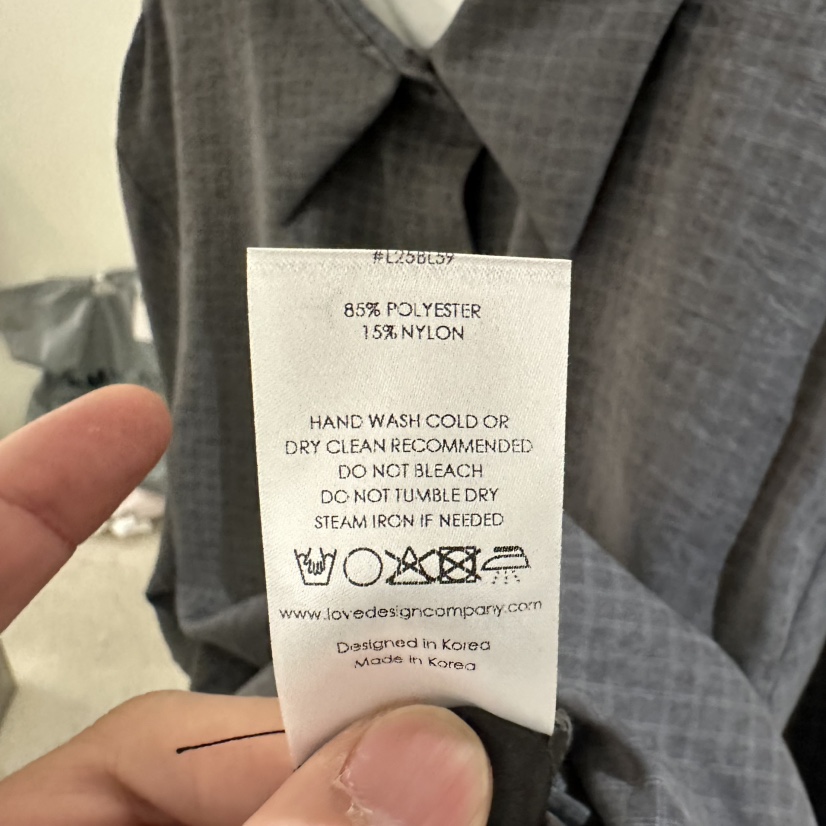 #L25BL59
85% POLYESTER
15% NYLON
HAND WASH COLD OR
DRY CLEAN RECOMMENDED
DO NOT BLEACH
DO NOT TUMBLE DRY
STEAM IRON IF NEEDED
www.lovedesigncompany.com
Designed in Korea
Made in Korea